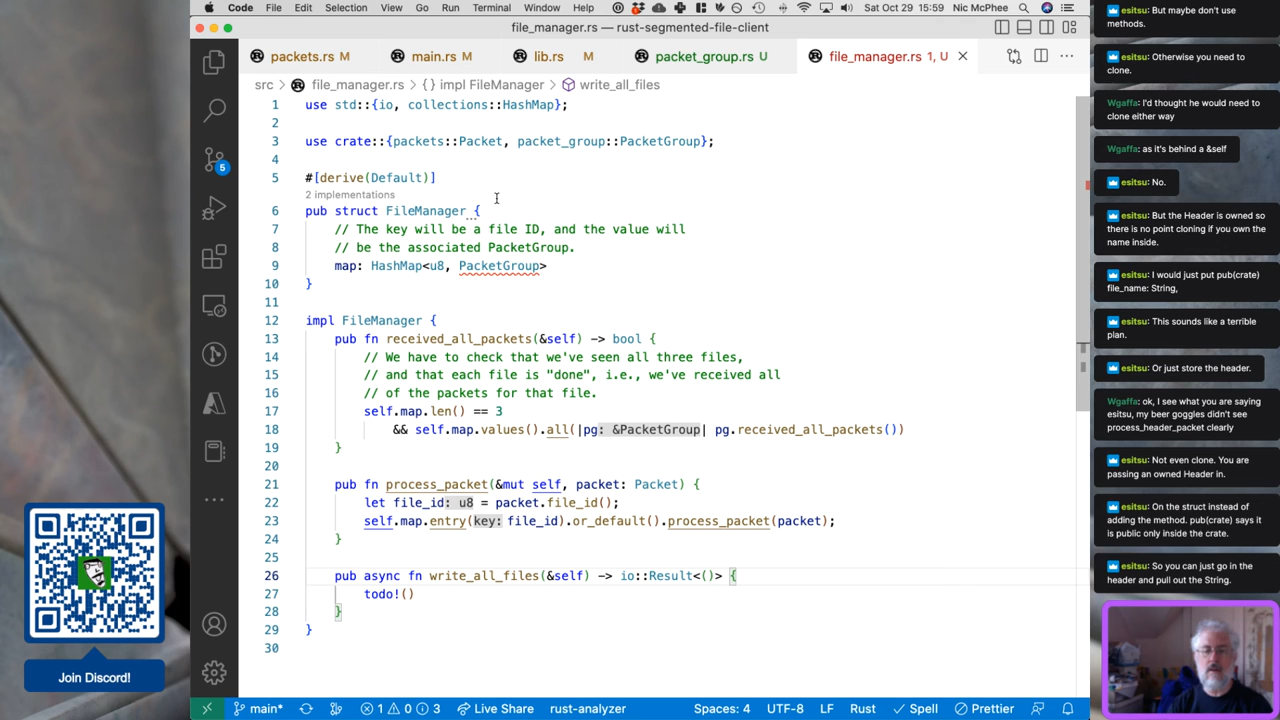 Code File Edit Selection View Go Run Terminal Window Help Sat Oct 29 15:59 Nic McPhee
file_manager.rs — rust-segmented-file-client
packets.rs M main.rs M lib.rs M packet_group.rs U file_manager.rs 1, U
src file_manager.rs {} impl FileManager write_all_files
1 use std::{io, collections::HashMap};
2
3 use crate::{packets::Packet, packet_group::PacketGroup};
4
5 #[derive(Default)]
2 implementations
6 pub struct FileManager {
7 // The key will be a file ID, and the value will
8 // be the associated PacketGroup.
9 map: HashMap<u8, PacketGroup>
10 }
11
12 impl FileManager {
13 pub fn received_all_packets(&self) -> bool {
14 // We have to check that we've seen all three files,
15 // and that each file is "done", i.e., we've received all
16 // of the packets for that file.
17 self.map.len() == 3
18 && self.map.values().all(|pg: &PacketGroup| pg.received_all_packets())
19 }
20
21 pub fn process_packet(&mut self, packet: Packet) {
22 let file_id: u8 = packet.file_id();
23 self.map.entry(key: file_id).or_default().process_packet(packet);
24 }
25
26 pub async fn write_all_files(&self) -> io::Result<()> {
27 todo!()
28 }
29 }
30
5
main* 1 0 3 Live Share rust-analyzer Spaces: 4 UTF-8 LF Rust Spell Prettier
Join Discord!
esitsu: But maybe don't use
methods.
esitsu: Otherwise you need to
clone.
Wgaffa: I'd thought he would need to
clone either way
Wgaffa: as it's behind a &self
esitsu: No.
esitsu: But the Header is owned so
there is no point cloning if you own the
name inside.
esitsu: I would just put pub(crate)
file_name: String,
esitsu: This sounds like a terrible
plan.
esitsu: Or just store the header.
Wgaffa: ok, I see what you are saying
esitsu, my beer goggles didn't see
process_header_packet clearly
esitsu: Not even clone. You are
passing an owned Header in.
esitsu: On the struct instead of
adding the method. pub(crate) says it
is public only inside the crate.
esitsu: So you can just go in the
header and pull out the String.